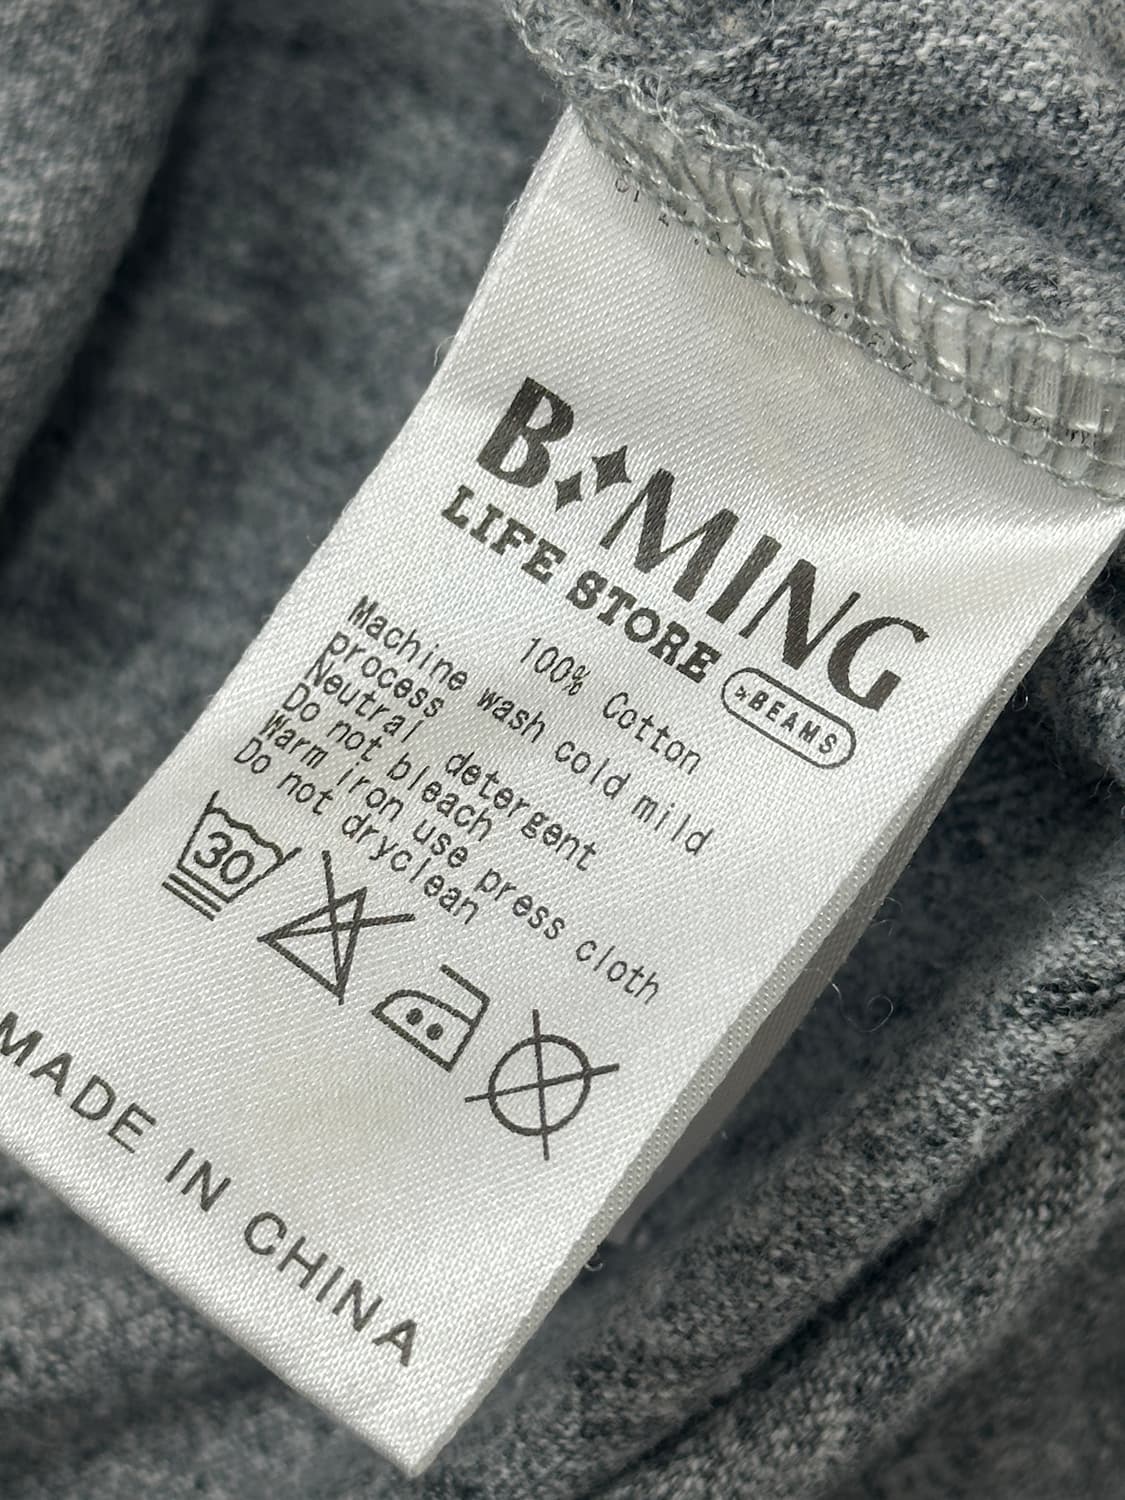 B MING
LIFE STORE by BEAMS
100% Cotton
Machine wash cold mild
process
Neutral detergent
Do not bleach
Warm iron use press cloth
Do not dryclean
30
MADE IN CHINA